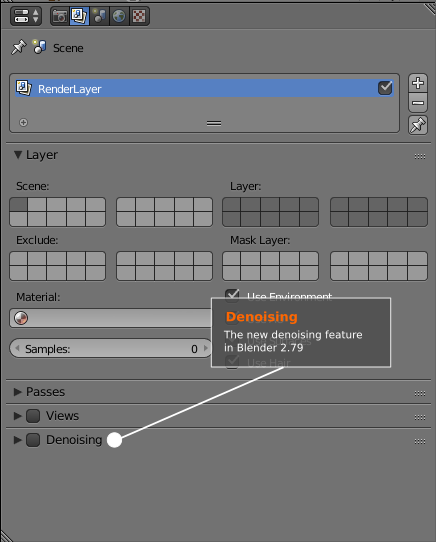 Scene
RenderLayer
Layer
Scene:
Layer:
Exclude:
Mask Layer:
Material:
Use Environment
Denoising
The new denoising feature
in Blender 2.79
Samples: 0
Use Hair
Passes
Views
Denoising